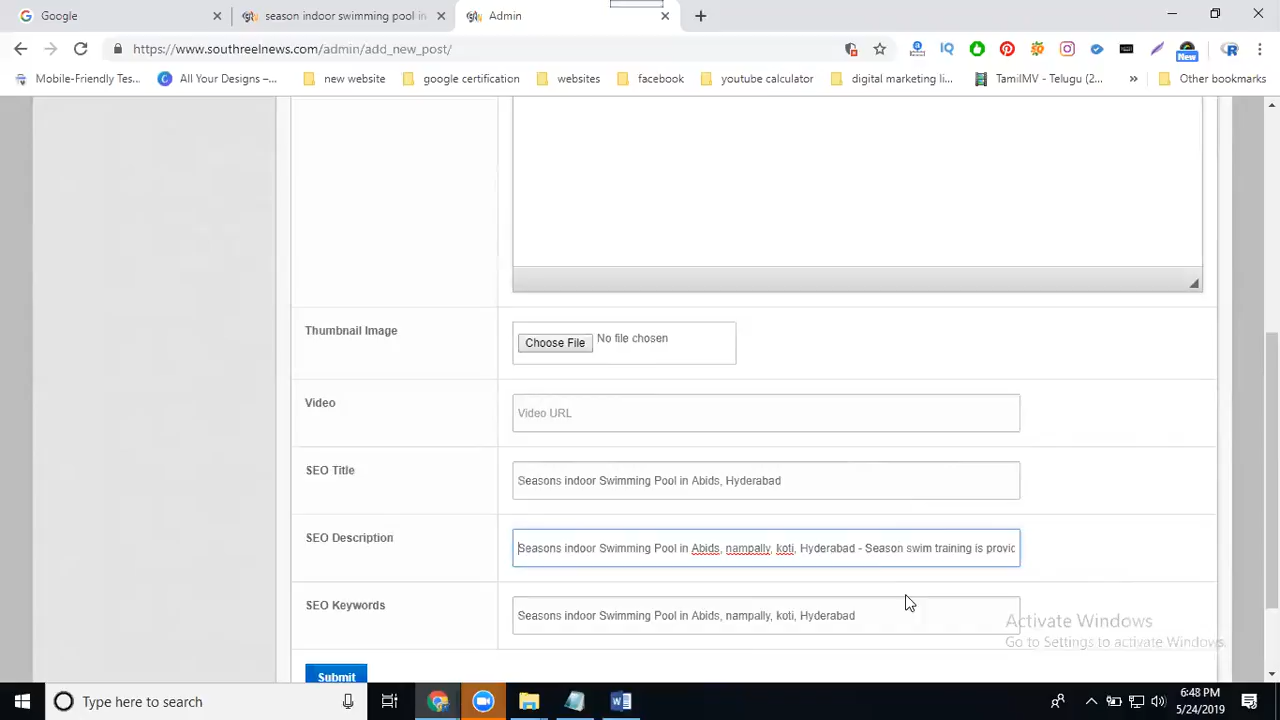 Google
season indoor swimming pool in
Admin
https://www.southreelnews.com/admin/add_new_post/
Mobile-Friendly Tes...
All Your Designs –...
new website
google certification
websites
facebook
youtube calculator
digital marketing li...
TamilMV - Telugu (2...
Other bookmarks
New
Thumbnail Image
Choose File No file chosen
Video
Video URL
SEO Title
Seasons indoor Swimming Pool in Abids, Hyderabad
SEO Description
Seasons indoor Swimming Pool in Abids, nampally, koti, Hyderabad - Season swim training is provid
SEO Keywords
Seasons indoor Swimming Pool in Abids, nampally, koti, Hyderabad
Activate Windows
Go to Settings to activate Windows.
Submit
Type here to search
6:48 PM
5/24/2019